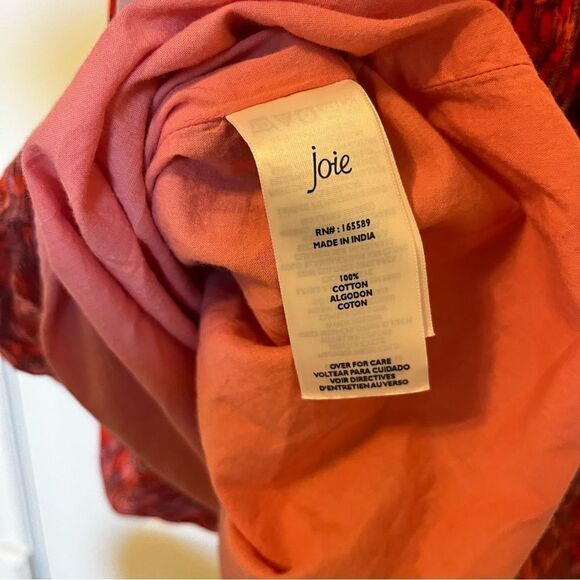 joie
RN# : 165589
MADE IN INDIA
100%
COTTON
ALGODON
COTON
OVER FOR CARE
VOLTEAR PARA CUIDADO
VOIR DIRECTIVES
D'ENTRETIEN AU VERSO